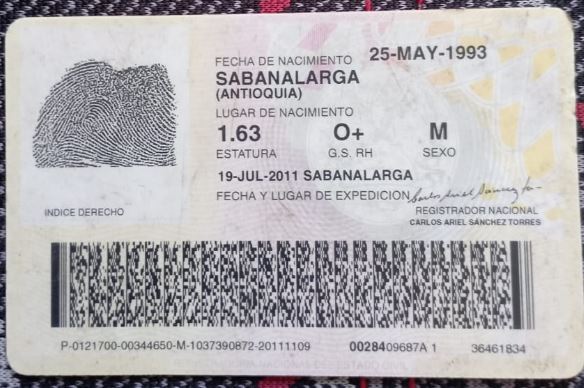 FECHA DE NACIMIENTO 25-MAY-1993
SABANALARGA
(ANTIOQUIA)
LUGAR DE NACIMIENTO
1.63 O+ M
ESTATURA G.S. RH SEXO
19-JUL-2011 SABANALARGA
FECHA Y LUGAR DE EXPEDICION
INDICE DERECHO
REGISTRADOR NACIONAL
CARLOS ARIEL SÁNCHEZ TORRES
P-0121700-00344650-M-1037390872-20111109 0028409687A 1 36461834